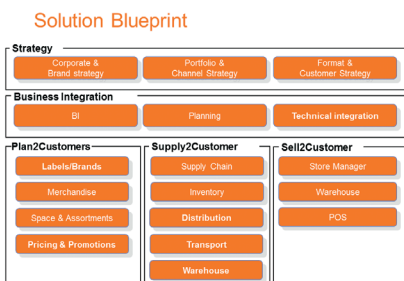 Solution Blueprint
Strategy
Corporate &
Brand strategy
Portfolio &
Channel Strategy
Format &
Customer Strategy
Business Integration
BI
Planning
Technical integration
Plan2Customers
Labels/Brands
Merchandise
Space & Assortments
Pricing & Promotions
Supply2Customer
Supply Chain
Inventory
Distribution
Transport
Warehouse
Sell2Customer
Store Manager
Warehouse
POS